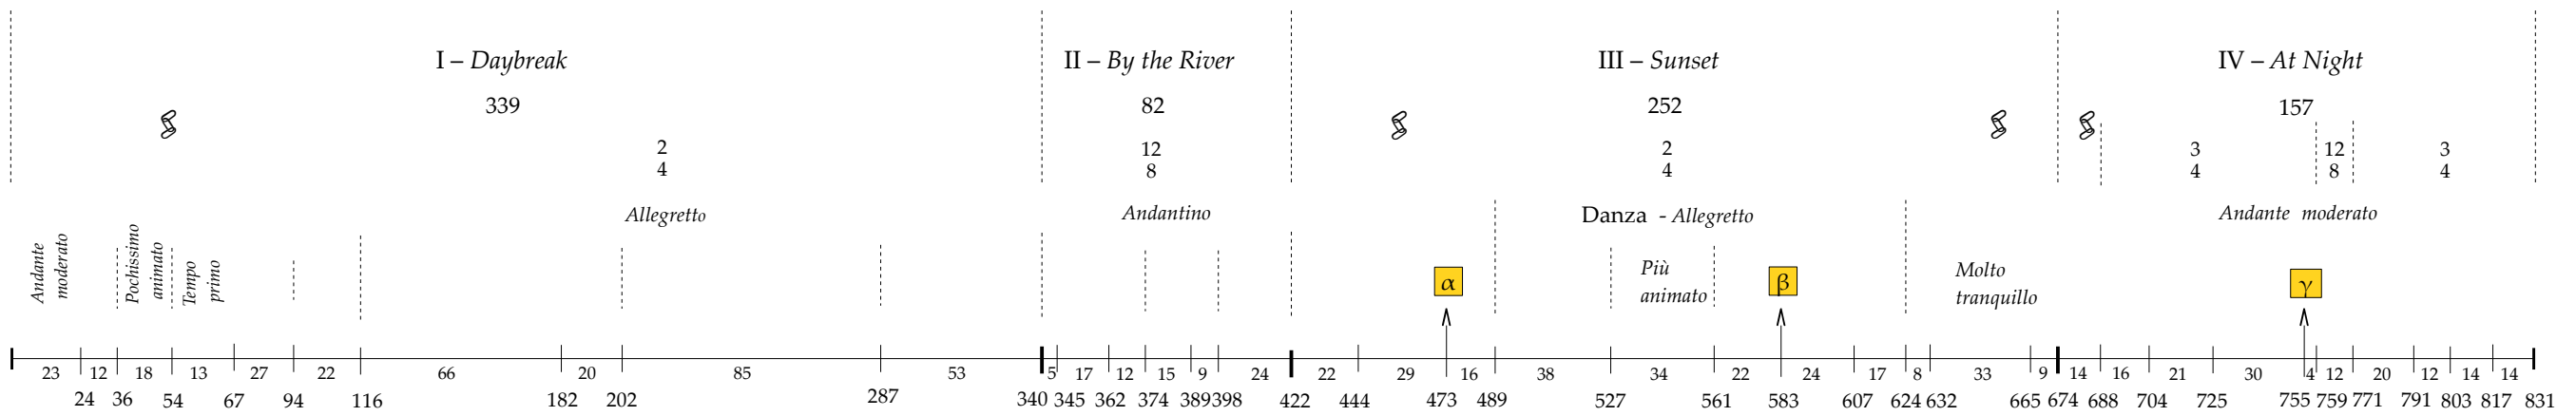 I – Daybreak
II – By the River
III – Sunset
IV – At Night
339
82
252
157
2
4
12
8
2
4
3
4
12
8
3
4
Allegretto
Andantino
Danza - Allegretto
Andante moderato
Andante
moderato
Pochissimo
animato
Tempo
primo
α
Più
animato
β
Molto
tranquillo
γ
23 12 18 13 27 22 66 20 85 53 5 17 12 15 9 24 22 29 16 38 34 22 24 17 8 33 9 14 16 21 30 4 12 20 12 14 14
24 36 54 67 94 116 182 202 287 340 345 362 374 389 398 422 444 473 489 527 561 583 607 624 632 665 674 688 704 725 755 759 771 791 803 817 831